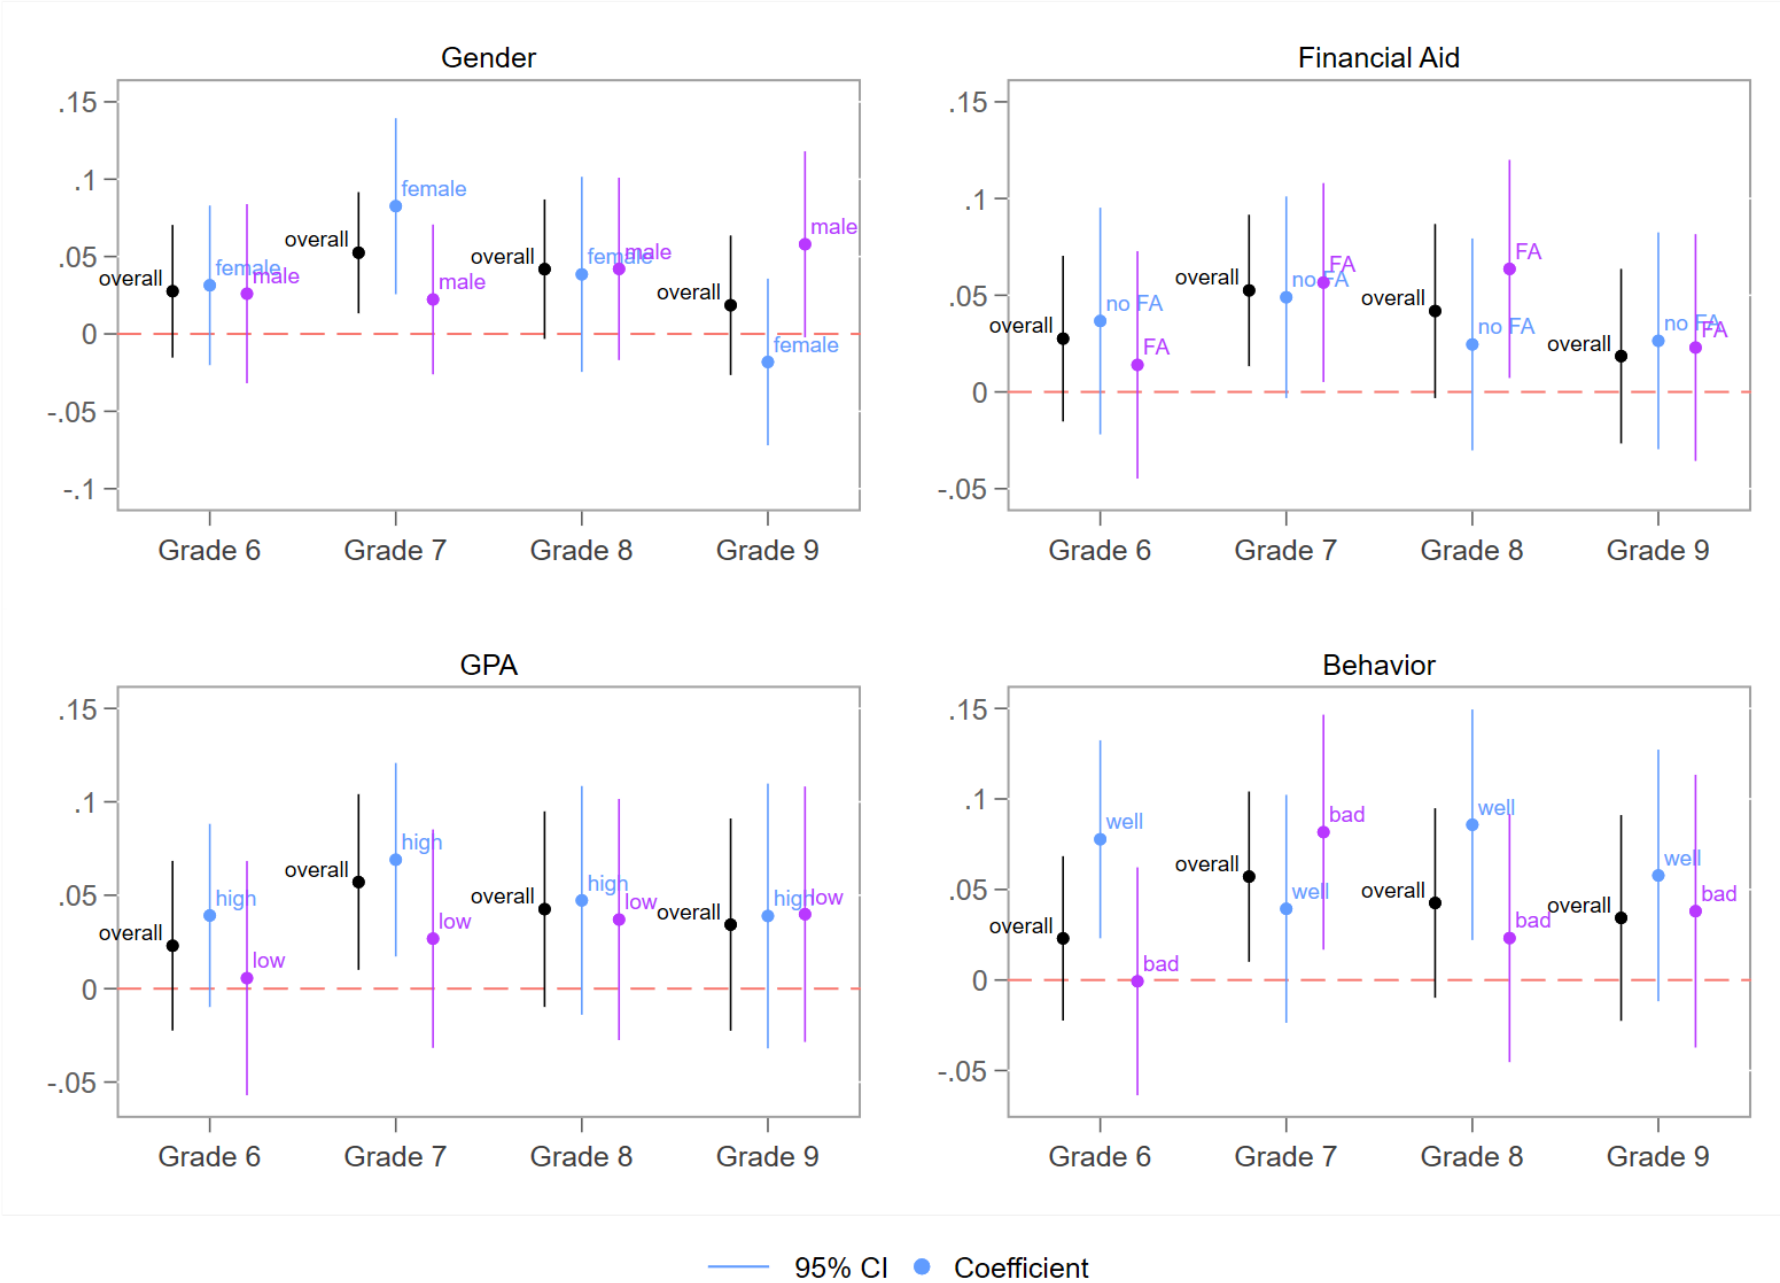 Gender
.15
.1
.05
0
-.05
-.1
overall
female
male
overall
female
male
overall
female
male
overall
female
male
Grade 6 Grade 7 Grade 8 Grade 9
Financial Aid
.15
.1
.05
0
-.05
overall
no FA
FA
overall
no FA
FA
overall
no FA
FA
overall
no FA
FA
Grade 6 Grade 7 Grade 8 Grade 9
GPA
.15
.1
.05
0
-.05
overall
high
low
overall
high
low
overall
high
low
overall
high
low
Grade 6 Grade 7 Grade 8 Grade 9
Behavior
.15
.1
.05
0
-.05
overall
well
bad
overall
well
bad
overall
well
bad
overall
well
bad
Grade 6 Grade 7 Grade 8 Grade 9
95% CI Coefficient